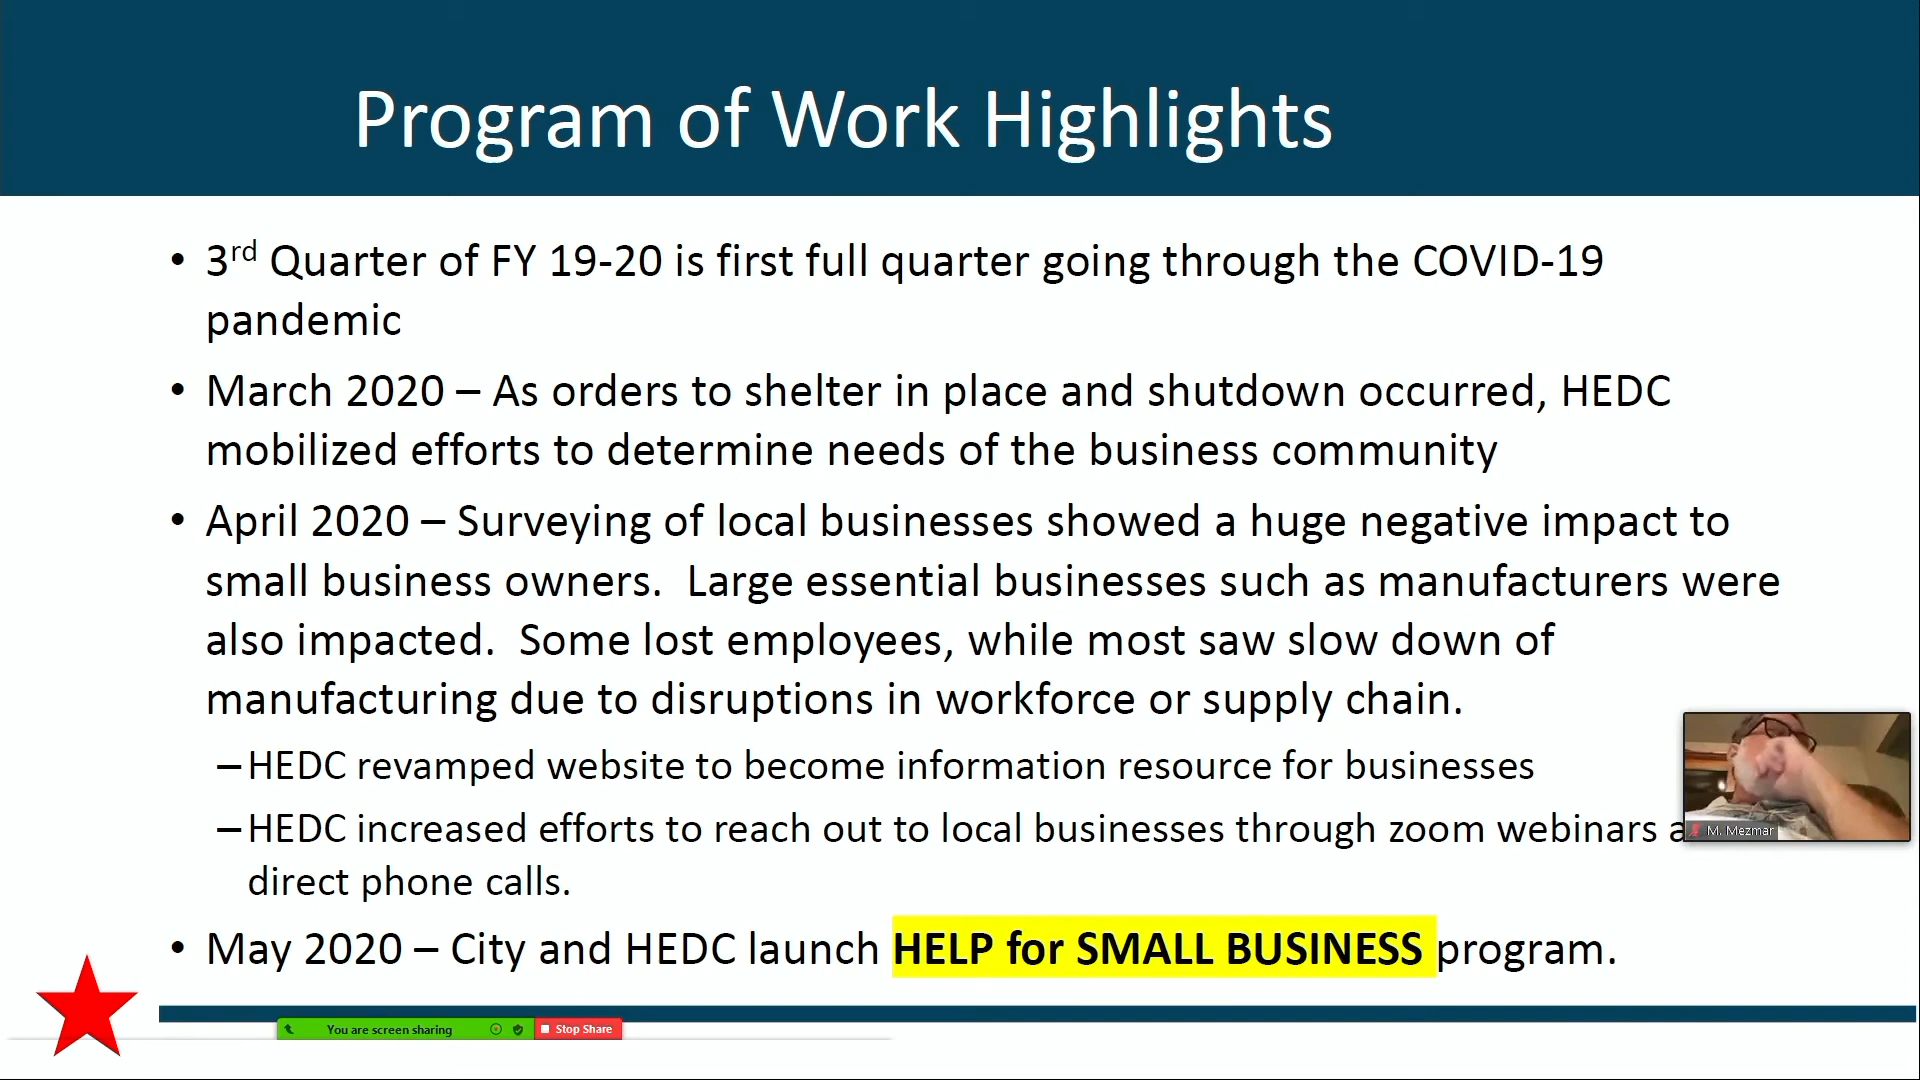 Program of Work Highlights
• 3rd Quarter of FY 19-20 is first full quarter going through the COVID-19
pandemic
• March 2020 – As orders to shelter in place and shutdown occurred, HEDC
mobilized efforts to determine needs of the business community
• April 2020 – Surveying of local businesses showed a huge negative impact to
small business owners.  Large essential businesses such as manufacturers were
also impacted.  Some lost employees, while most saw slow down of
manufacturing due to disruptions in workforce or supply chain.
– HEDC revamped website to become information resource for businesses
– HEDC increased efforts to reach out to local businesses through zoom webinars
direct phone calls.
• May 2020 – City and HEDC launch HELP for SMALL BUSINESS program.
M. Mezmar
You are screen sharing
Stop Share